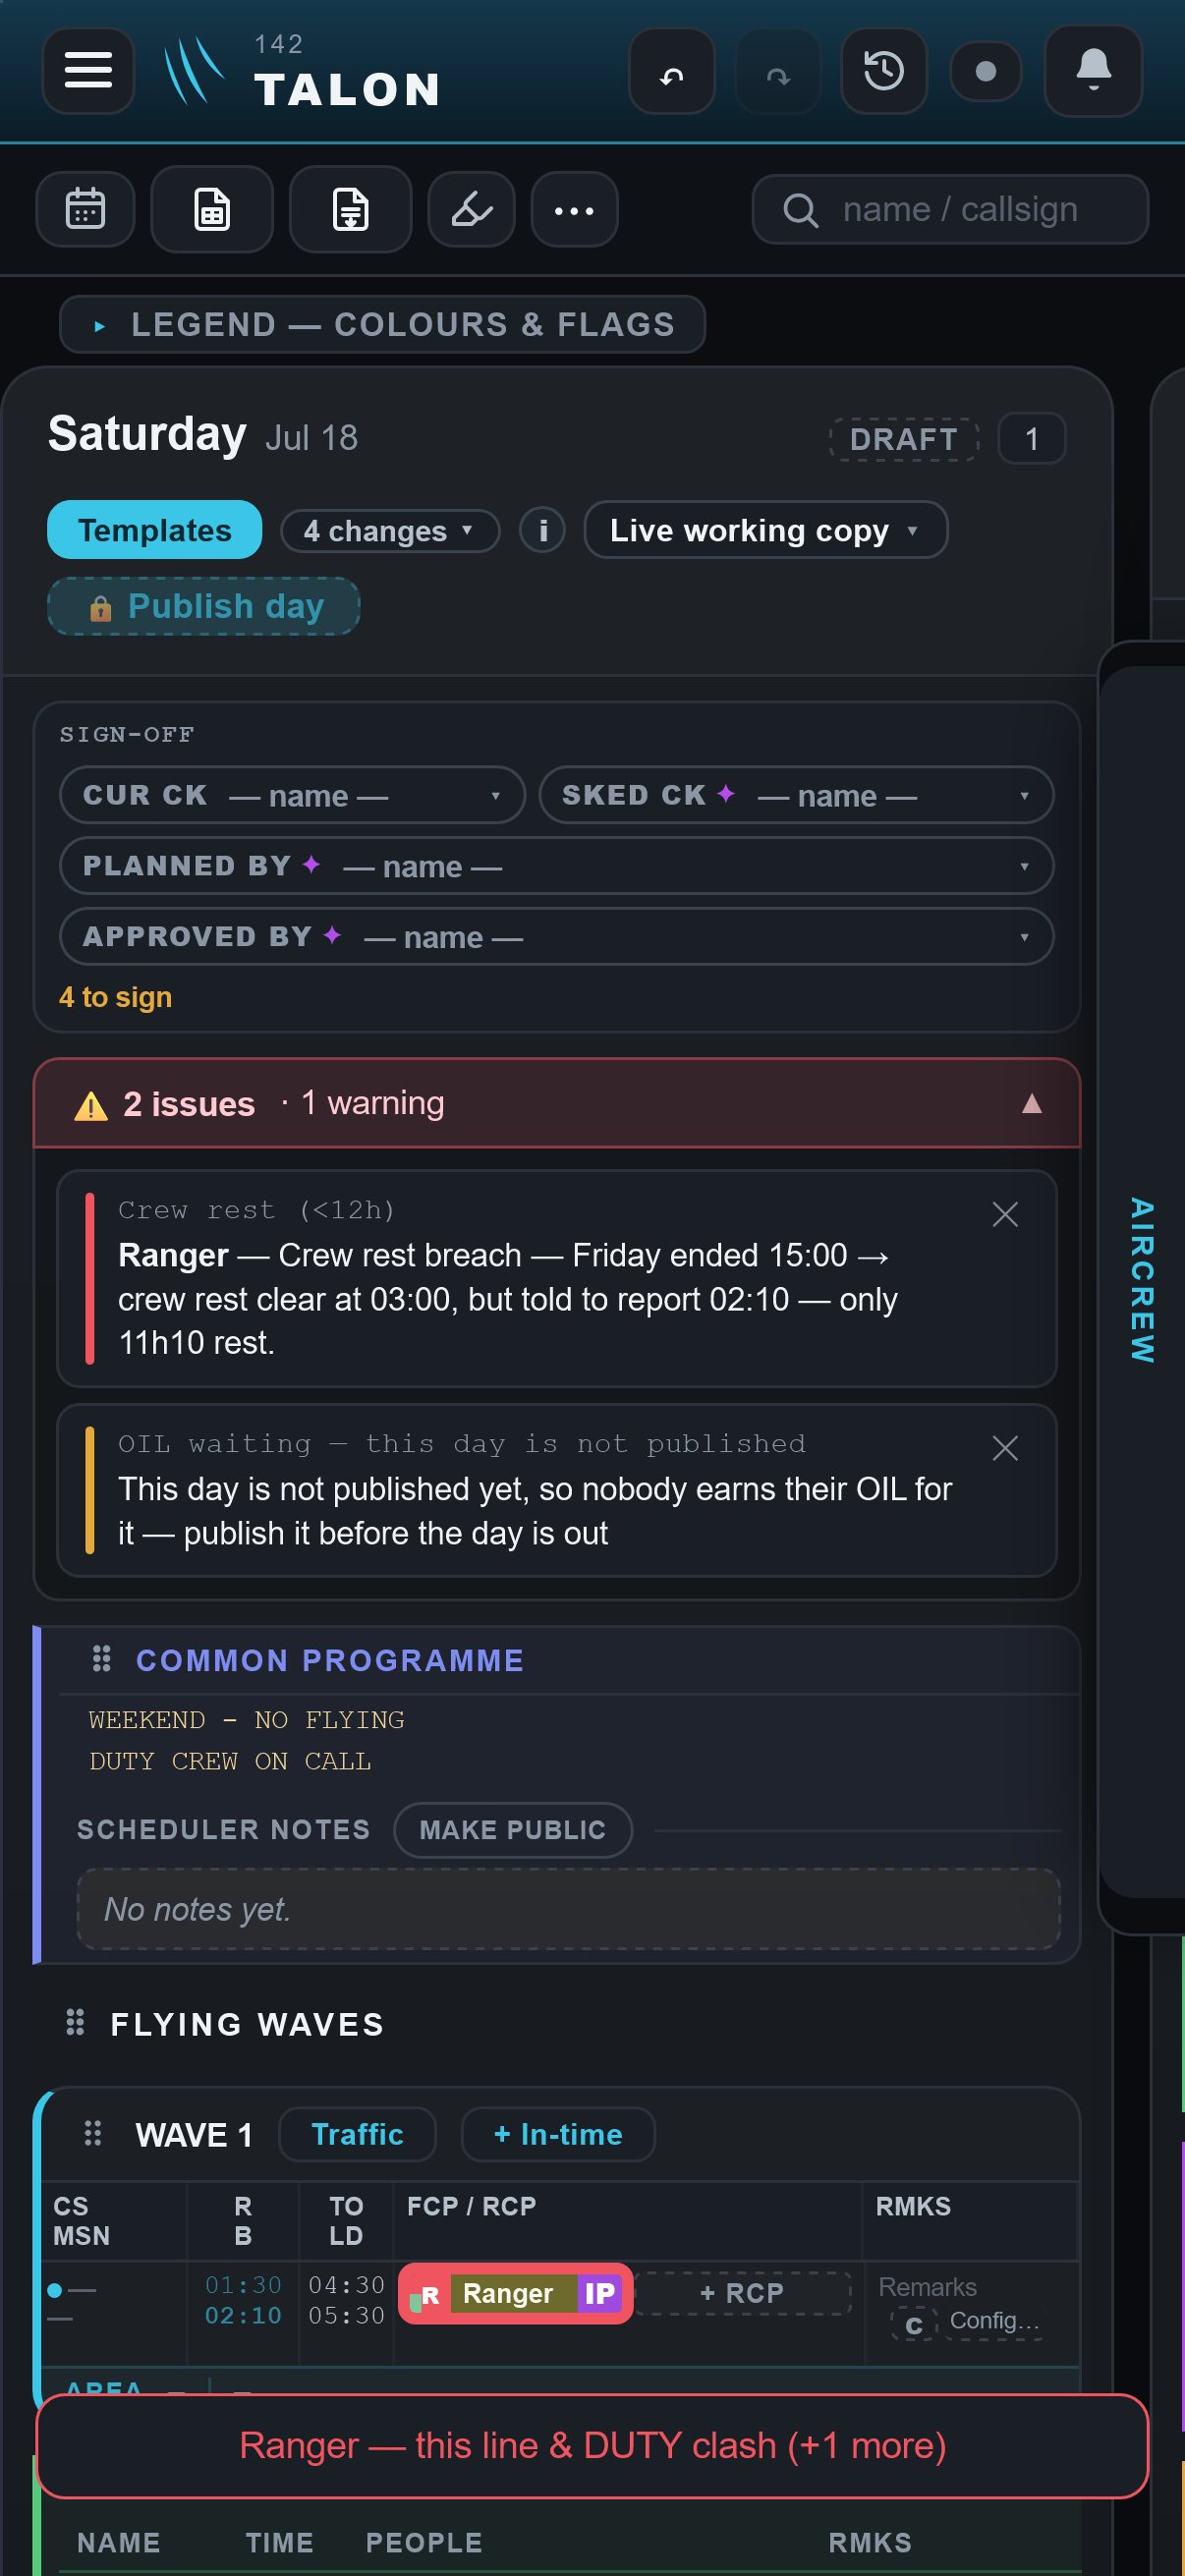 142
TALON
name / callsign
LEGEND — COLOURS & FLAGS
Saturday Jul 18
DRAFT 1
Templates 4 changes i Live working copy
Publish day
SIGN-OFF
CUR CK — name — SKED CK — name —
PLANNED BY — name —
APPROVED BY — name —
4 to sign
2 issues · 1 warning
Crew rest (<12h)
Ranger — Crew rest breach — Friday ended 15:00 →
crew rest clear at 03:00, but told to report 02:10 — only
11h10 rest.
OIL waiting — this day is not published
This day is not published yet, so nobody earns their OIL for
it — publish it before the day is out
AIRCREW
COMMON PROGRAMME
WEEKEND - NO FLYING
DUTY CREW ON CALL
SCHEDULER NOTES MAKE PUBLIC
No notes yet.
FLYING WAVES
WAVE 1 Traffic + In-time
CS R TO FCP / RCP RMKS
MSN B LD
— 01:30 04:30 R Ranger IP + RCP Remarks
— 02:10 05:30 C Config...
AREA — —
Ranger — this line & DUTY clash (+1 more)
NAME TIME PEOPLE RMKS